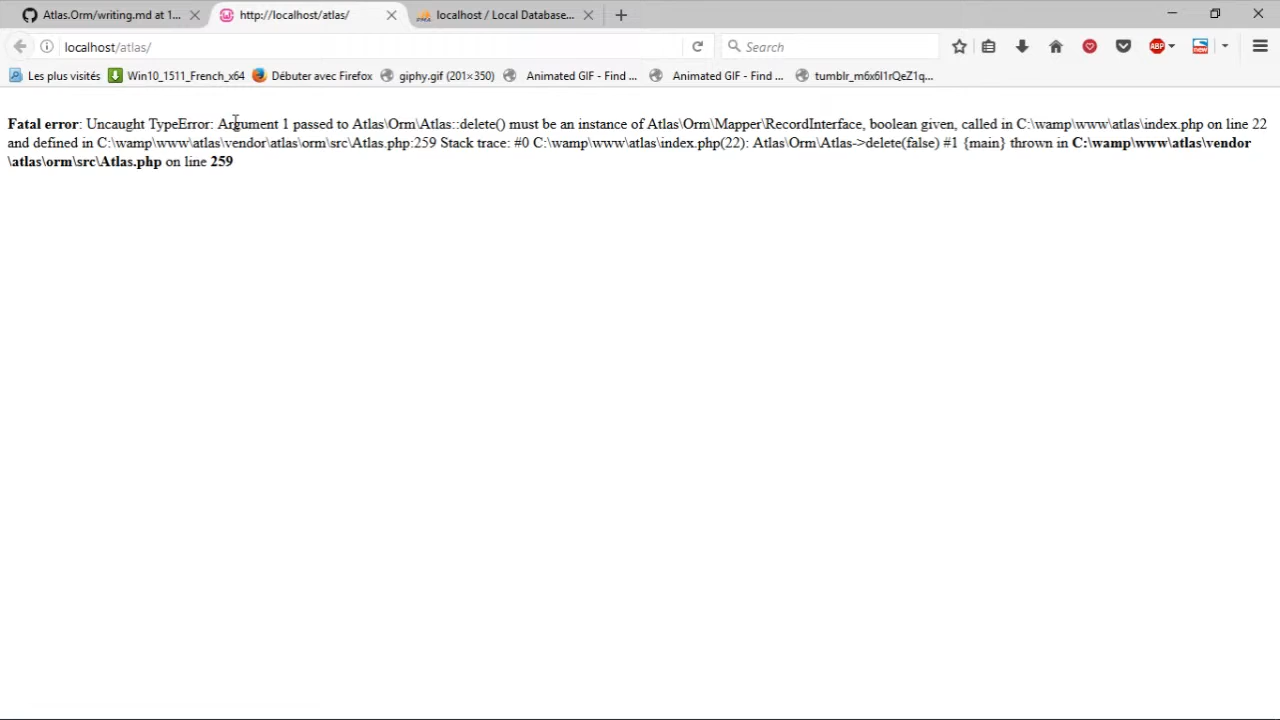 Atlas.Orm/writing.md at 1...
http://localhost/atlas/
localhost / Local Database...
localhost/atlas/
Search
ABP
new
Les plus visités
Win10_1511_French_x64
Débuter avec Firefox
giphy.gif (201×350)
Animated GIF - Find ...
Animated GIF - Find ...
tumblr_m6x6l1rQeZ1q...
Fatal error: Uncaught TypeError: Argument 1 passed to Atlas\Orm\Atlas::delete() must be an instance of Atlas\Orm\Mapper\RecordInterface, boolean given, called in C:\wamp\www\atlas\index.php on line 22
and defined in C:\wamp\www\atlas\vendor\atlas\orm\src\Atlas.php:259 Stack trace: #0 C:\wamp\www\atlas\index.php(22): Atlas\Orm\Atlas->delete(false) #1 {main} thrown in C:\wamp\www\atlas\vendor
\atlas\orm\src\Atlas.php on line 259